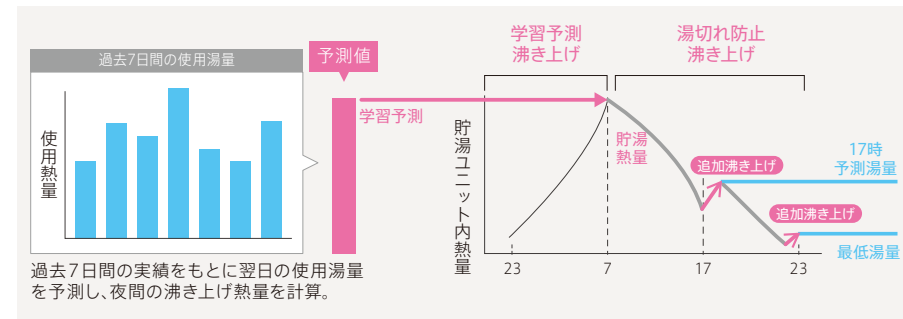 過去7日間の使用湯量
予測値
使用熱量
学習予測
過去7日間の実績をもとに翌日の使用湯量
を予測し、夜間の沸き上げ熱量を計算。
学習予測
沸き上げ
湯切れ防止
沸き上げ
貯湯ユニット内熱量
貯湯
熱量
追加沸き上げ
17時
予測湯量
追加沸き上げ
最低湯量
23
7
17
23